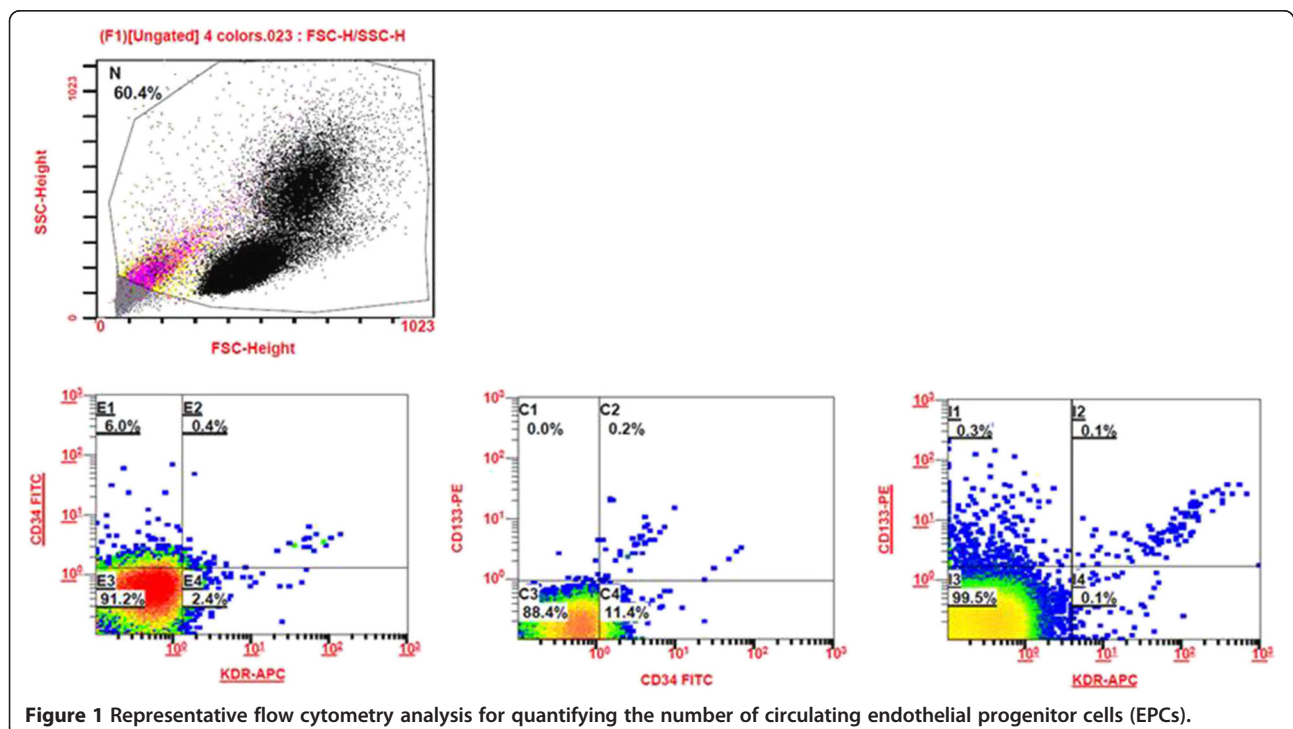 (F1)[Ungated] 4 colors.023 : FSC-H/SSC-H
N
60.4%
1023
SSC-Height
0
0
1023
FSC-Height
10³
10²
10¹
10⁰
CD34 FITC
E1
6.0%
E2
0.4%
E3
91.2%
E4
2.4%
10⁰
10¹
10²
10³
KDR-APC
10³
10²
10¹
10⁰
CD133-PE
C1
0.0%
C2
0.2%
C3
88.4%
C4
11.4%
10⁰
10¹
10²
10³
CD34 FITC
10³
10²
10¹
10⁰
CD133-PE
I1
0.3%
I2
0.1%
I3
99.5%
I4
0.1%
10⁰
10¹
10²
10³
KDR-APC
Figure 1 Representative flow cytometry analysis for quantifying the number of circulating endothelial progenitor cells (EPCs).